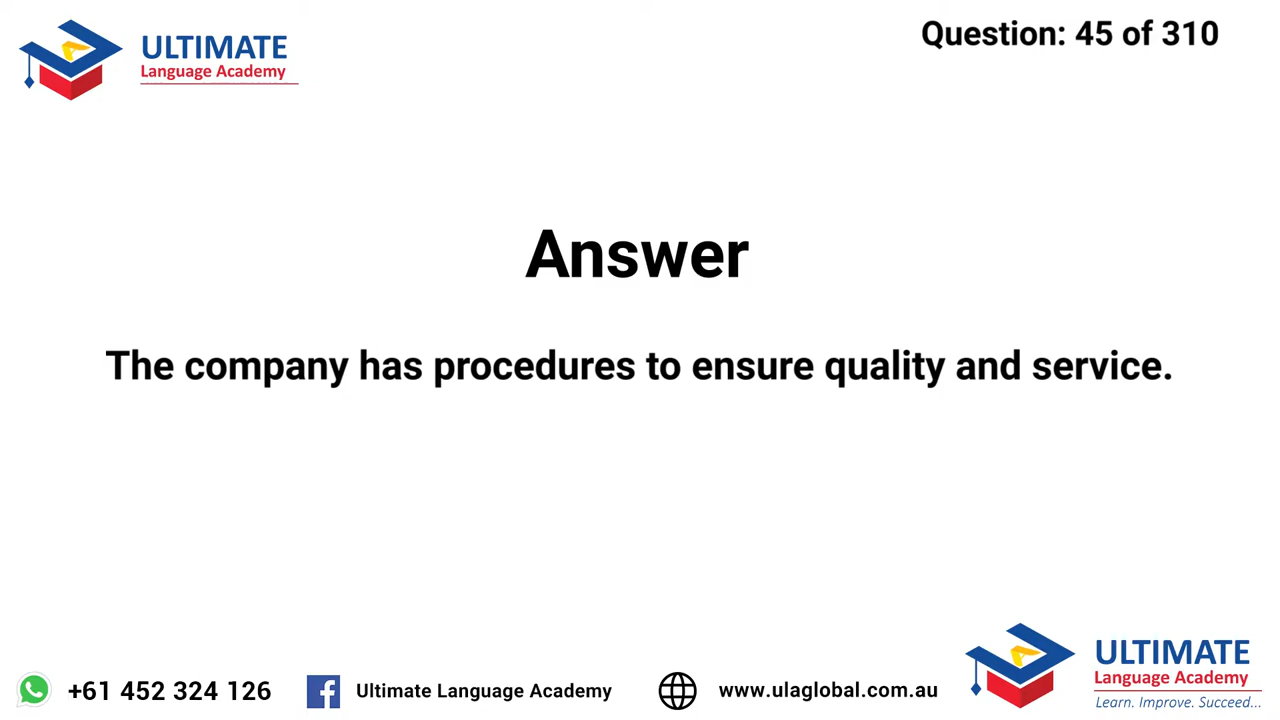 ULTIMATE
Language Academy
Question: 45 of 310
Answer
The company has procedures to ensure quality and service.
+61 452 324 126
Ultimate Language Academy
www.ulaglobal.com.au
ULTIMATE
Language Academy
Learn. Improve. Succeed...